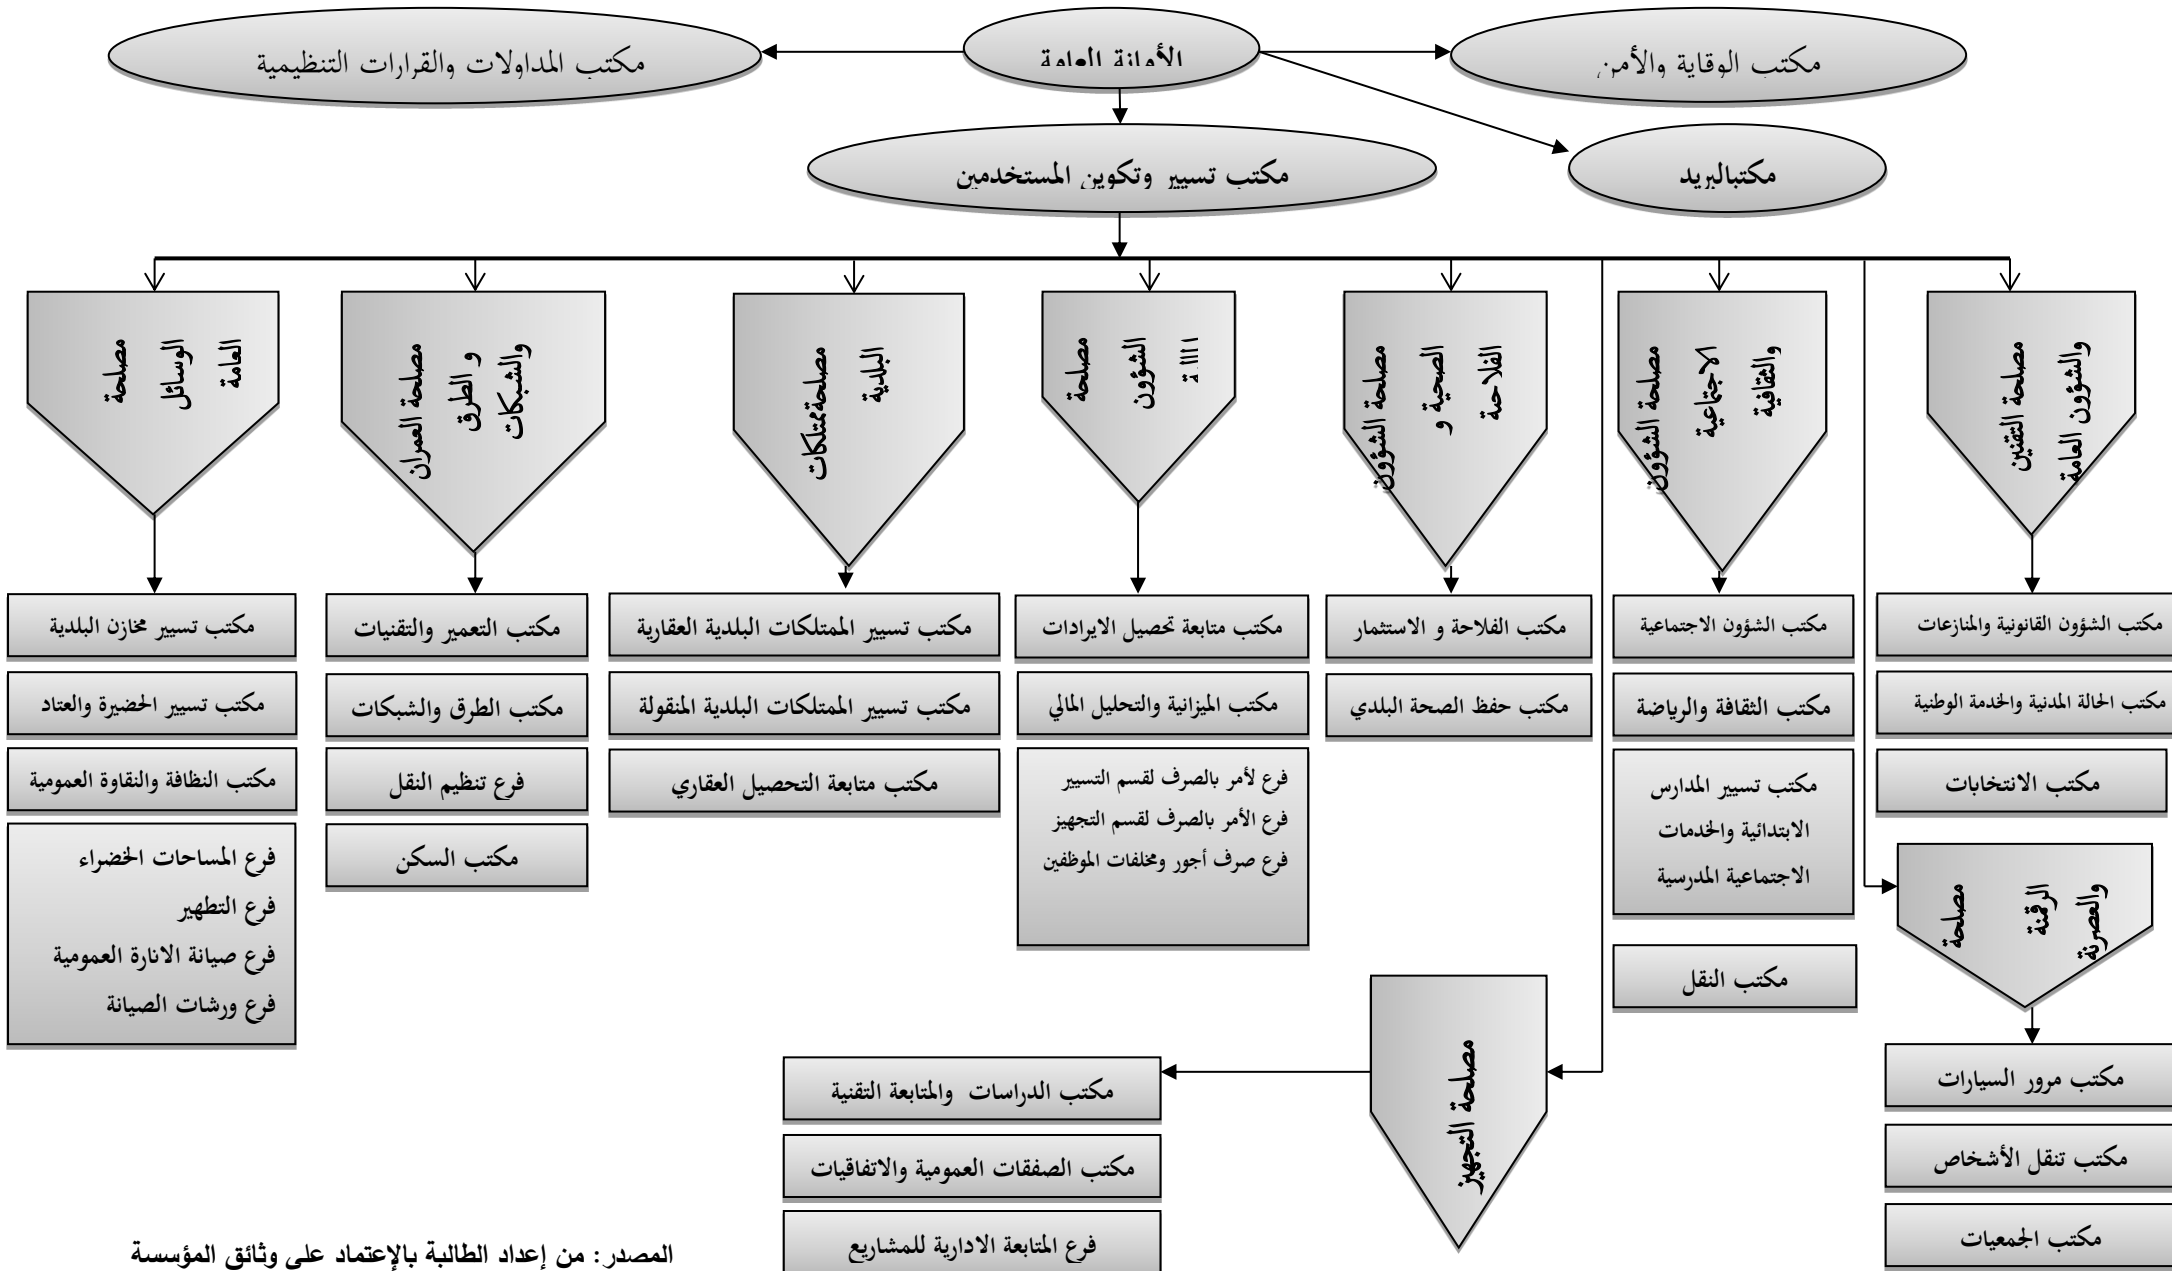 مكتب الوقاية والأمن
الأمانة العامة
مكتب المداولات والقرارات التنظيمية
مكتبالبريد
مكتب تسيير وتكوين المستخدمين
مصلحة التقنين
والشؤون العامة
مصلحة الشؤون
الاجتماعية
والثقافية
مصلحة الشؤون
الصحية و
الفلاحة
مصلحة
الشؤون
مصلحةممتلكات
البلدية
مصلحة العمران
و الطرق
والشبكات
مصلحة
الوسائل
العامة
مكتب الشؤون القانونية والمنازعات
مكتب الحالة المدنية والخدمة الوطنية
مكتب الانتخابات
مكتب الشؤون الاجتماعية
مكتب الثقافة والرياضة
مكتب تسيير المدارس
الابتدائية والخدمات
الاجتماعية المدرسية
مكتب النقل
مكتب الفلاحة و الاستثمار
مكتب حفظ الصحة البلدي
مكتب متابعة تحصيل الايرادات
مكتب الميزانية والتحليل المالي
فرع لأمر بالصرف لقسم التسيير
فرع الأمر بالصرف لقسم التجهيز
فرع صرف أجور ومخلفات الموظفين
مكتب تسيير الممتلكات البلدية العقارية
مكتب تسيير الممتلكات البلدية المنقولة
مكتب متابعة التحصيل العقاري
مكتب التعمير والتقنيات
مكتب الطرق والشبكات
فرع تنظيم النقل
مكتب السكن
مكتب تسيير مخازن البلدية
مكتب تسيير الحضيرة والعتاد
مكتب النظافة والنقاوة العمومية
فرع المساحات الخضراء
فرع التطهير
فرع صيانة الانارة العمومية
فرع ورشات الصيانة
مصلحة
الرقمنة
والعصرنة
مكتب مرور السيارات
مكتب تنقل الأشخاص
مكتب الجمعيات
مصلحة التجهيز
مكتب الدراسات والمتابعة التقنية
مكتب الصفقات العمومية والاتفاقيات
فرع المتابعة الادارية للمشاريع
المصدر: من إعداد الطالبة بالإعتماد على وثائق المؤسسة